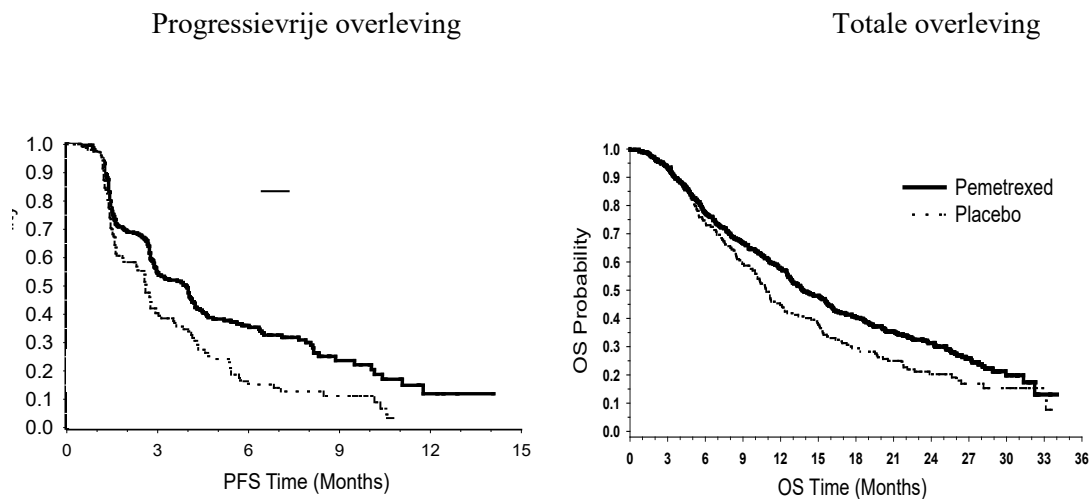 Progressievrije overleving
Totale overleving
1.0
0.9
0.8
0.7
0.6
0.5
0.4
0.3
0.2
0.1
0.0
0 3 6 9 12 15
PFS Time (Months)
OS Probability
1.0
0.9
0.8
0.7
0.6
0.5
0.4
0.3
0.2
0.1
0.0
Pemetrexed
Placebo
0 3 6 9 12 15 18 21 24 27 30 33 36
OS Time (Months)